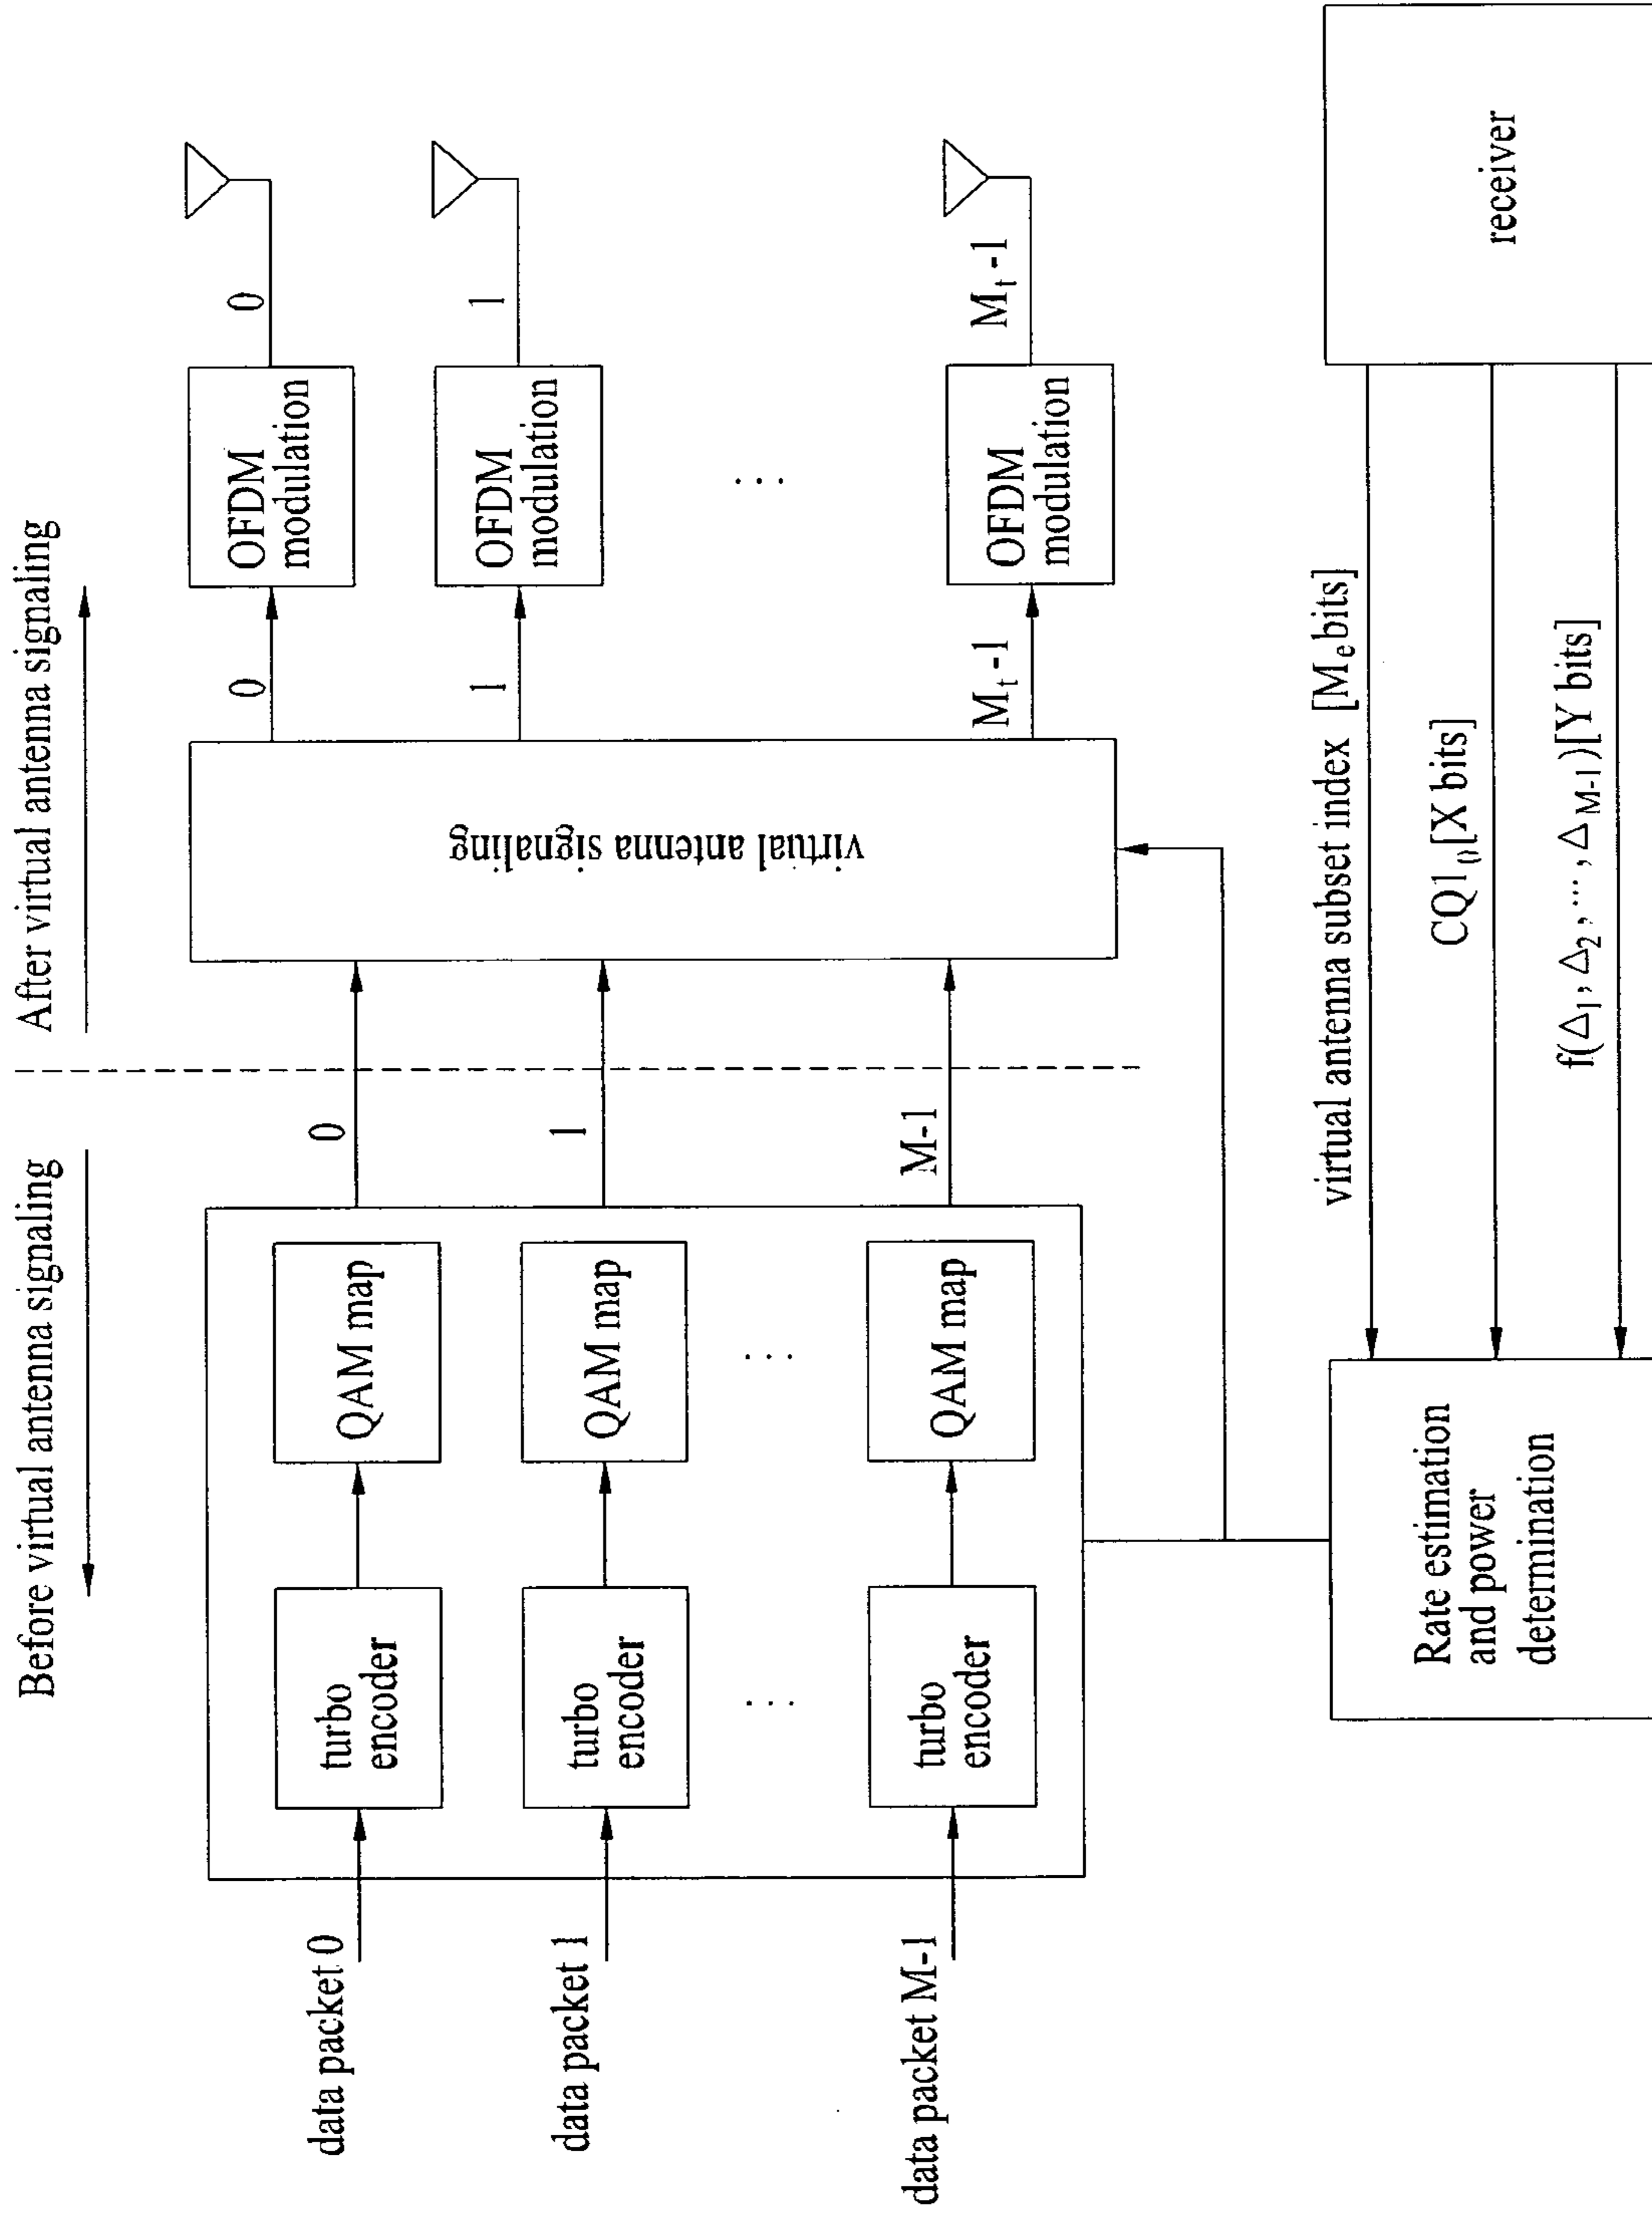 Before virtual antenna signaling
After virtual antenna signaling
data packet 0
turbo
encoder
QAM map
0
0
OFDM
modulation
0
data packet 1
turbo
encoder
QAM map
1
1
OFDM
modulation
1
...
...
...
data packet M-1
turbo
encoder
QAM map
M-1
virtual antenna signaling
Mt -1
OFDM
modulation
Mt -1
Rate estimation
and power
determination
virtual antenna subset index [Me bits]
CQ1₀[X bits]
f(Δ1, Δ2, ..., ΔM-1)[Y bits]
receiver